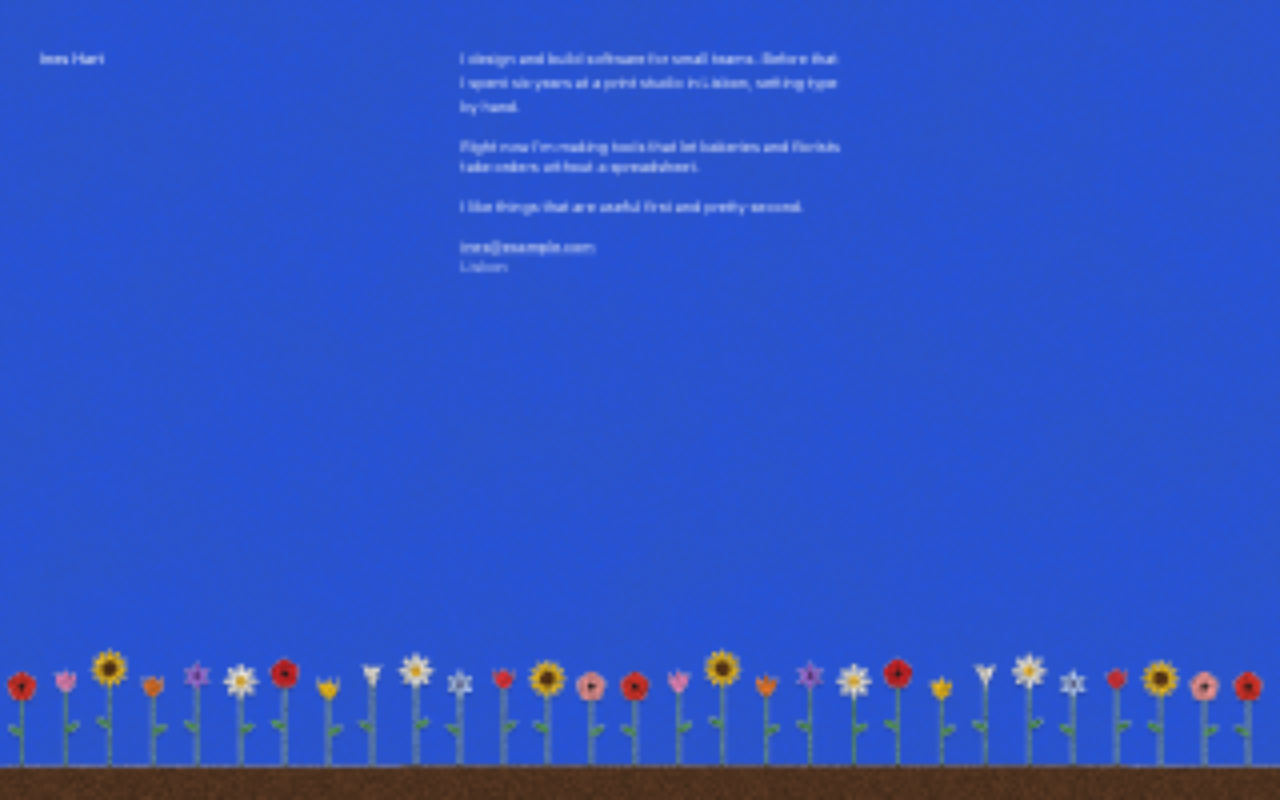 Ines Hart
I design and build software for small teams. Before that
I spent six years at a print studio in Lisbon, setting type
by hand.
Right now I'm making tools that let bakeries and florists
take orders without a spreadsheet.
I like things that are useful first and pretty second.
ines@example.com
Lisbon